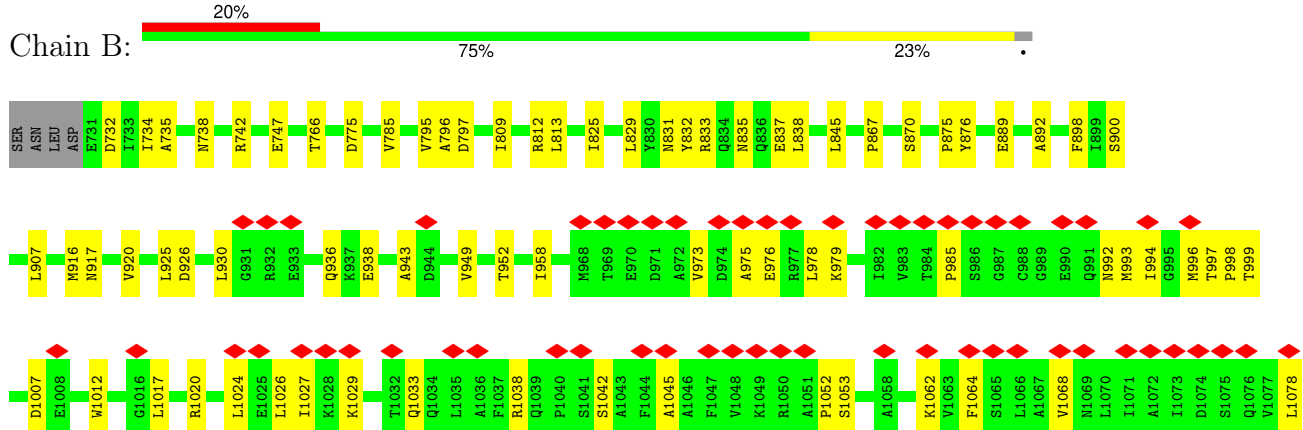 20%
Chain B:
75% 23% •
SER ASN LEU ASP E731 D732 I733 I734 A735 N738 R742 E747 T766 D775 V785 V795 A796 D797 I809 R812 L813 I825 L829 Y830 N831 Y832 R833 Q834 N835 Q836 E837 L838 L845 P867 S870 P875 Y876 E889 A892 F898 I899 S900
L907 M916 N917 V920 L925 D926 L930 G931 R932 E933 Q936 K937 E938 A943 D944 V949 T952 I958 M968 T969 E970 D971 A972 V973 D974 A975 E976 R977 L978 K979 I982 V983 T984 P985 S986 G987 C988 G989 E990 Q991 N992 M993 I994 G995 M996 T997 P998 T999
D1007 E1008 W1012 G1016 L1017 R1020 L1024 E1025 L1026 I1027 K1028 K1029 T1032 Q1033 Q1034 L1035 A1036 F1037 R1038 Q1039 P1040 S1041 S1042 A1043 F1044 A1045 A1046 F1047 V1048 K1049 R1050 A1051 P1052 S1053 A1058 K1062 V1063 F1064 S1065 L1066 A1067 V1068 N1069 L1070 I1071 A1072 I1073 D1074 S1075 Q1076 V1077 L1078